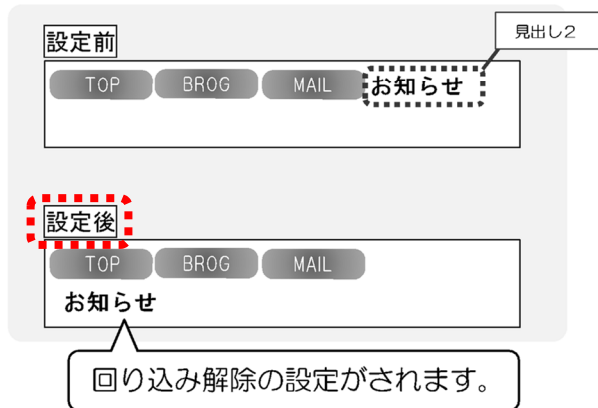 設定前
見出し2
TOP BROG MAIL お知らせ
設定後
TOP BROG MAIL
お知らせ
回り込み解除の設定がされます。